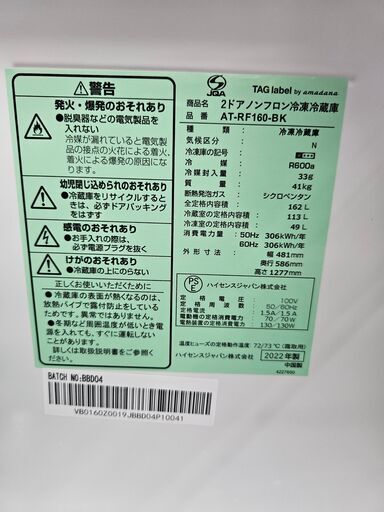 ⚠警告
発火・爆発のおそれあり
●脱臭器などの電気製品を入れないこと
冷媒が漏れていると電気製品の接点の火花による着火、着火・爆発の原因になります。
幼児閉込めのおそれあり
●冷蔵庫をリサイクルするときは、必ずドアパッキングをはずす
感電のおそれあり
●お手入れの際は、必ず電源プラグを抜く
けがのおそれあり
●冷蔵庫の上にのらない
正しくお使いいただくために
●冷蔵庫の表面が熱くなるのは、放熱パイプで露付きを防いでいるためです
●冬期など周囲温度が低いとき、露が冬に入れても、すぐに運転しないことがあります
※詳しくは取扱説明書をご参照ください。
JQA
TAG label by amadana
商品名 2ドアノンフロン冷凍冷蔵庫
品番 AT-RF160-BK
種類 冷凍冷蔵庫
気候区分 N
冷凍庫の記号
冷媒 R600a
冷媒量 33g
質量 41kg
断熱発泡ガス シクロペンタン
全定格内容積 162 L
冷蔵室の定格内容積 113 L
冷凍室の定格内容積 49 L
消費電力量 50Hz 306kWh/年
60Hz 306kWh/年
外形寸法 幅 481mm
奥行 586mm
高さ 1277mm
PSE
ハイセンスジャパン株式会社
定格電圧 100V
定格周波数 50/60Hz
定格電流 1.5A/1.5A
電動機の定格消費電力 70/70W
電熱装置の定格消費電力 130/130W
温度ヒューズの定格動作温度 72/73℃(霜取用)
ハイセンスジャパン株式会社
2022年製
中国製
4227600
BATCH NO:BBD04
VB0160Z0019JBBD04P10041